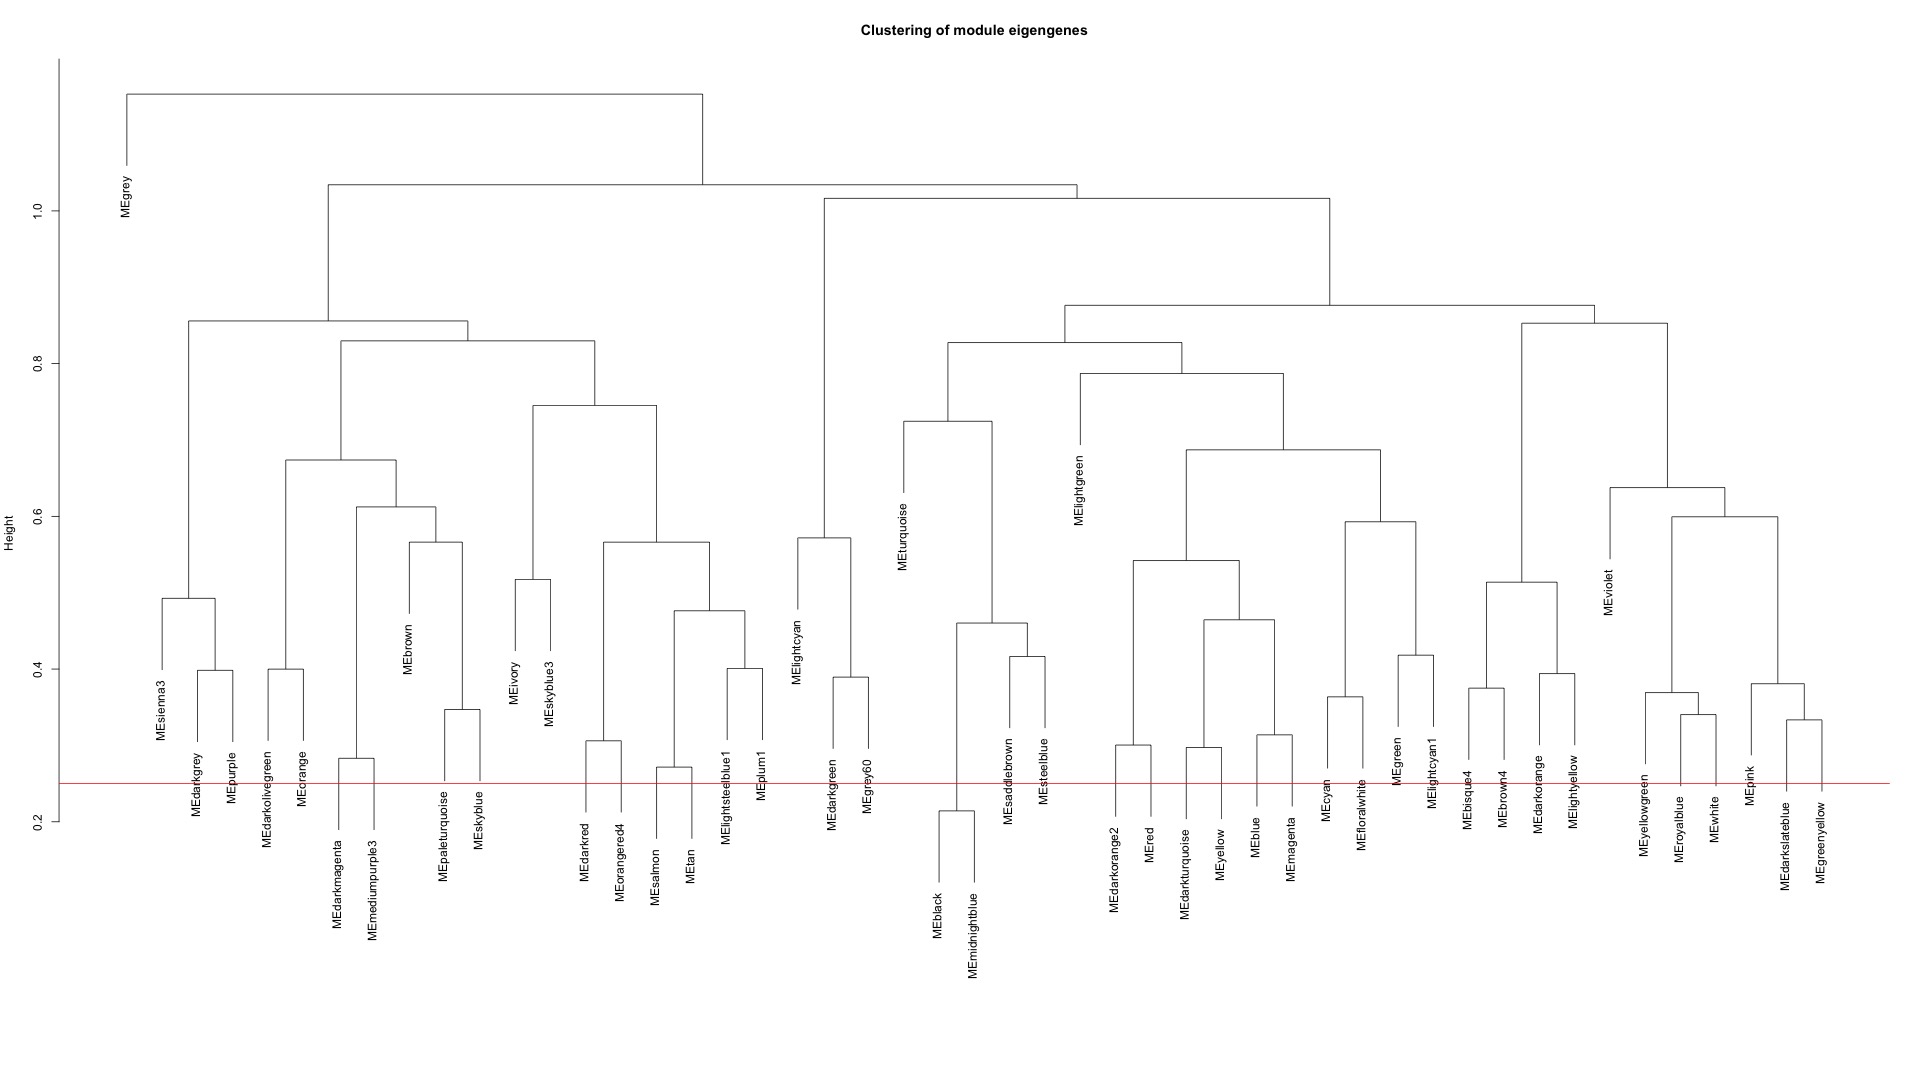 Clustering of module eigengenes
Height
1.0
0.8
0.6
0.4
0.2
MEgrey
MEsienna3
MEdarkgrey
MEpurple
MEdarkolivegreen
MEorange
MEdarkmagenta
MEmediumpurple3
MEbrown
MEpaleturquoise
MEskyblue
MEivory
MEskyblue3
MEdarkred
MEorangered4
MEsalmon
MEtan
MElightsteelblue1
MEplum1
MElightcyan
MEdarkgreen
MEgrey60
MEturquoise
MEblack
MEmidnightblue
MEsaddlebrown
MEsteelblue
MElightgreen
MEdarkorange2
MEred
MEdarkturquoise
MEyellow
MEblue
MEmagenta
MEcyan
MEfloralwhite
MEgreen
MElightcyan1
MEbisque4
MEbrown4
MEdarkorange
MElightyellow
MEviolet
MEyellowgreen
MEroyalblue
MEwhite
MEpink
MEdarkslateblue
MEgreenyellow